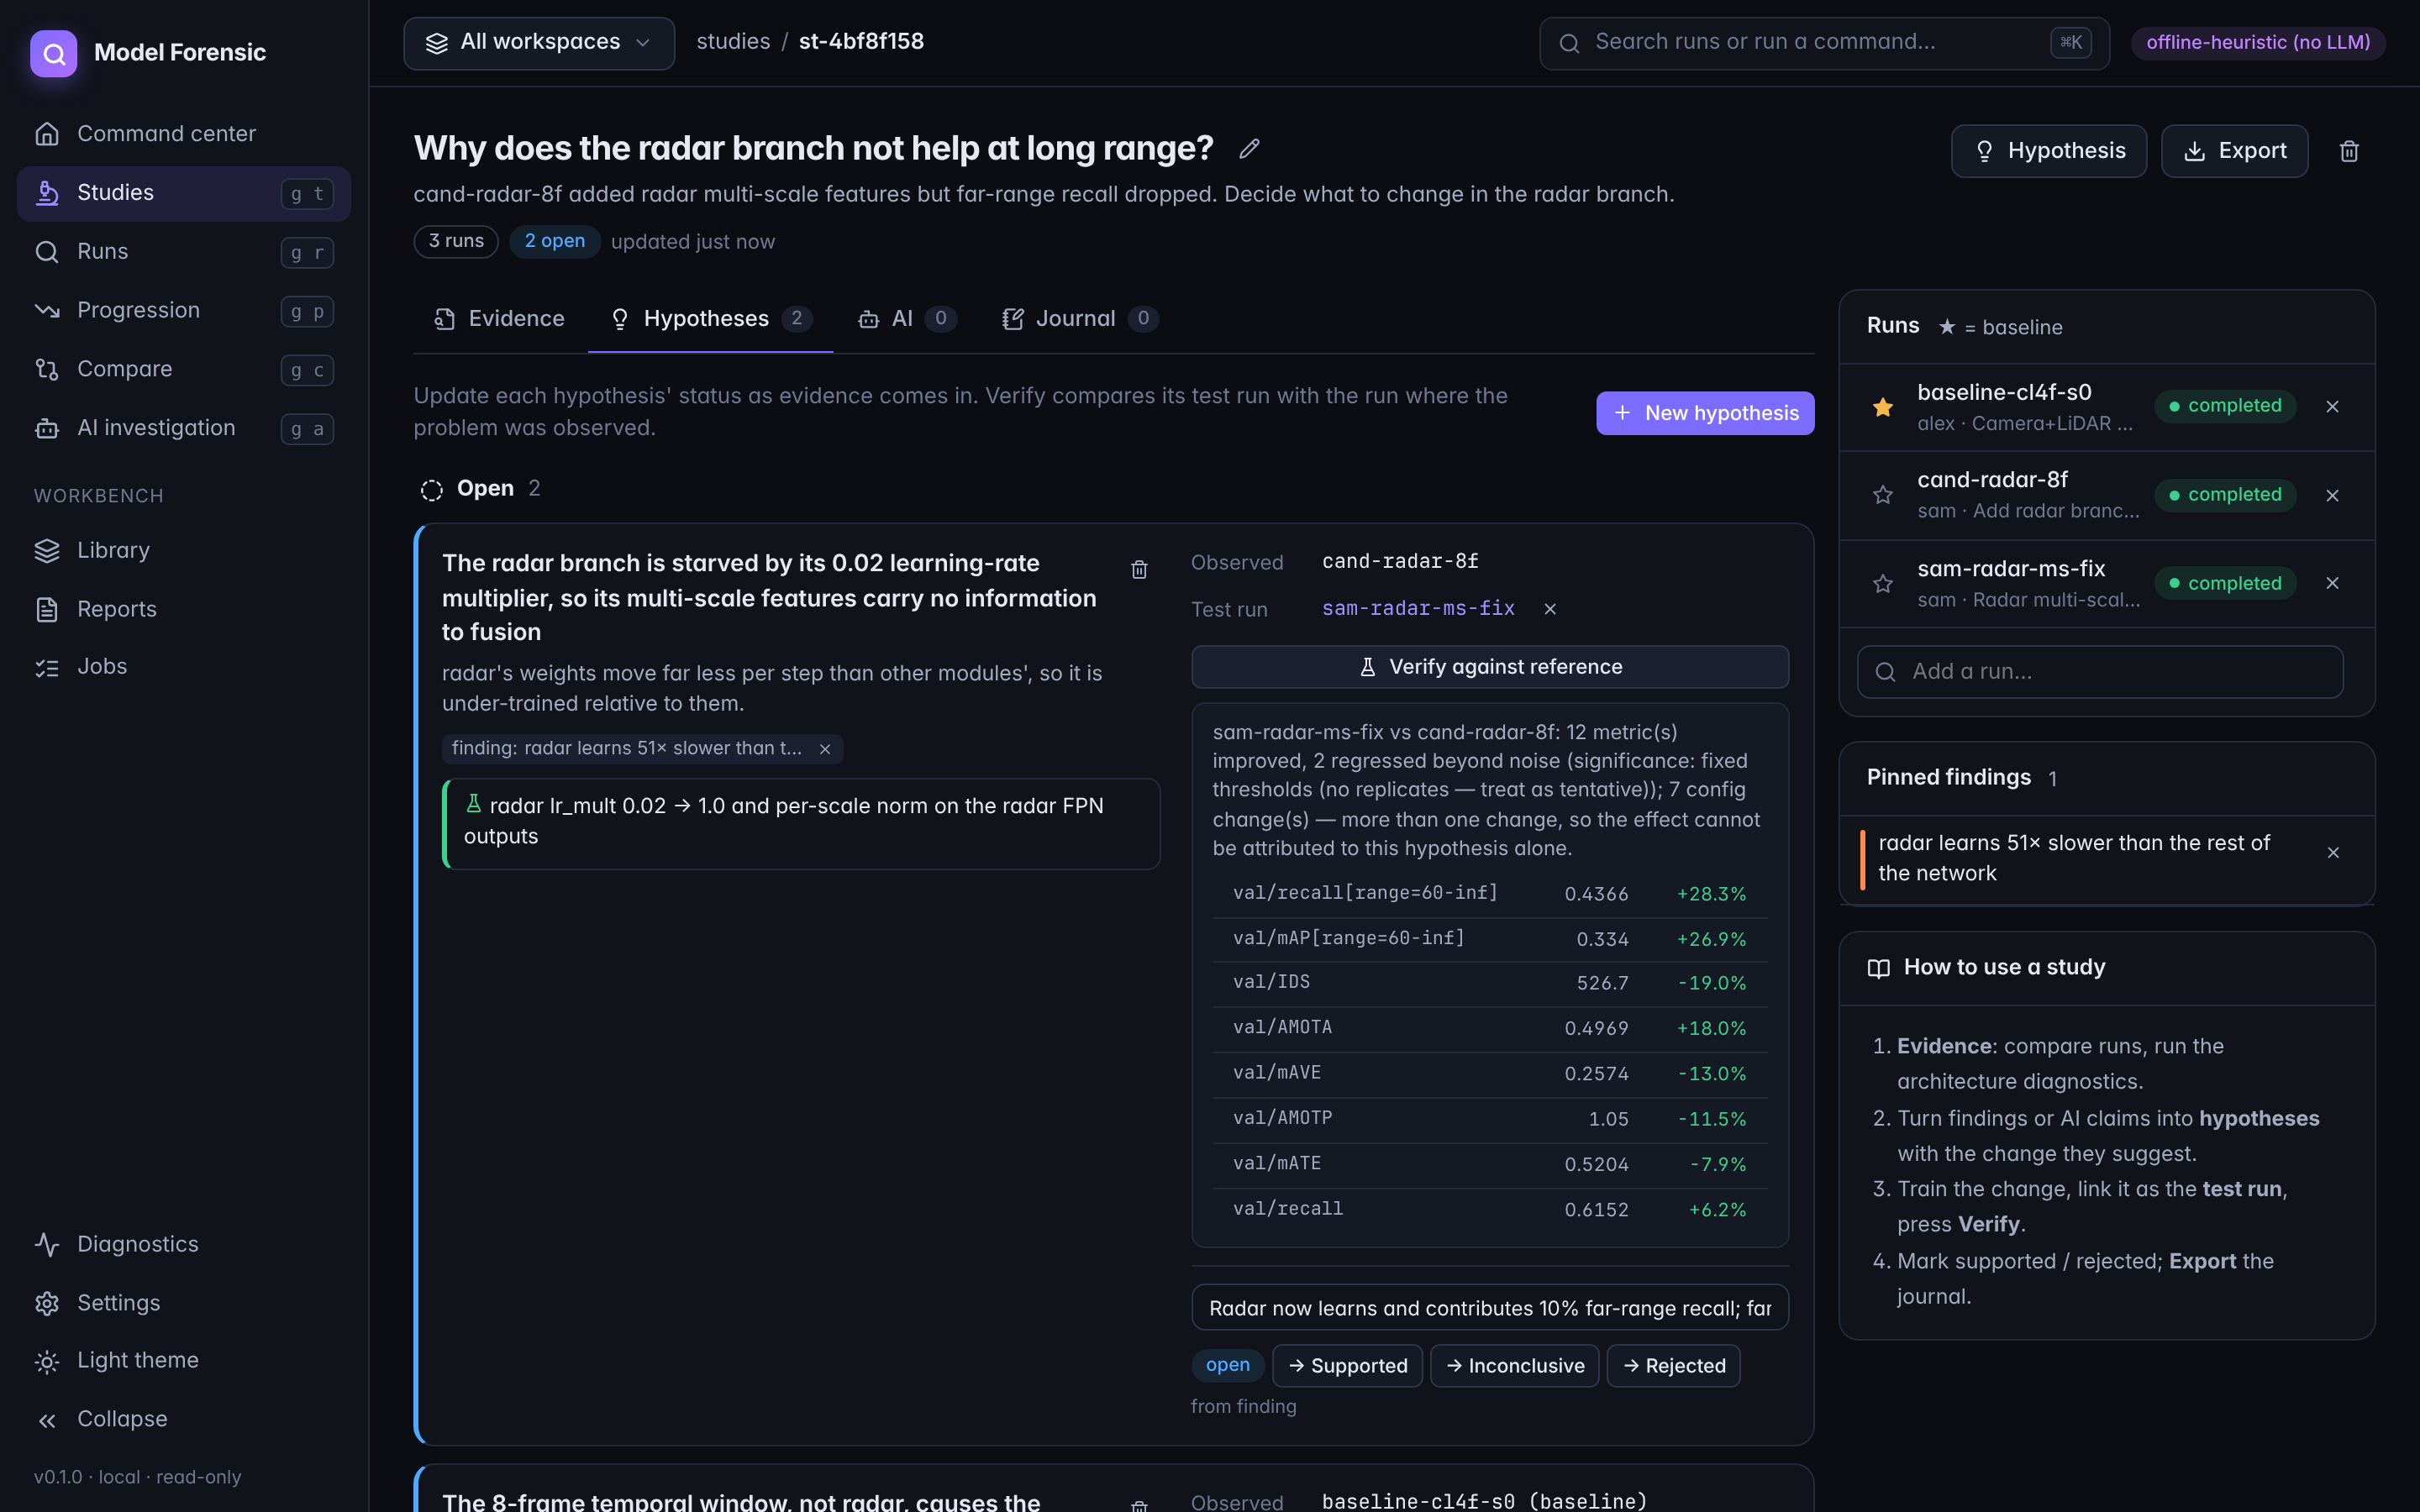 Model Forensic
Command center
Studies g t
Runs g r
Progression g p
Compare g c
AI investigation g a
WORKBENCH
Library
Reports
Jobs
Diagnostics
Settings
Light theme
Collapse
v0.1.0 · local · read-only
All workspaces
studies / st-4bf8f158
Search runs or run a command... ⌘K
offline-heuristic (no LLM)
Why does the radar branch not help at long range?
cand-radar-8f added radar multi-scale features but far-range recall dropped. Decide what to change in the radar branch.
3 runs 2 open updated just now
Hypothesis
Export
Evidence
Hypotheses 2
AI 0
Journal 0
Update each hypothesis' status as evidence comes in. Verify compares its test run with the run where the
problem was observed.
New hypothesis
Open 2
The radar branch is starved by its 0.02 learning-rate
multiplier, so its multi-scale features carry no information
to fusion
radar's weights move far less per step than other modules', so it is
under-trained relative to them.
finding: radar learns 51× slower than t... ×
radar lr_mult 0.02 → 1.0 and per-scale norm on the radar FPN
outputs
Observed cand-radar-8f
Test run sam-radar-ms-fix ×
Verify against reference
sam-radar-ms-fix vs cand-radar-8f: 12 metric(s)
improved, 2 regressed beyond noise (significance: fixed
thresholds (no replicates — treat as tentative)); 7 config
change(s) — more than one change, so the effect cannot
be attributed to this hypothesis alone.
val/recall[range=60-inf] 0.4366 +28.3%
val/mAP[range=60-inf] 0.334 +26.9%
val/IDS 526.7 -19.0%
val/AMOTA 0.4969 +18.0%
val/mAVE 0.2574 -13.0%
val/AMOTP 1.05 -11.5%
val/mATE 0.5204 -7.9%
val/recall 0.6152 +6.2%
Radar now learns and contributes 10% far-range recall; far
open → Supported → Inconclusive → Rejected
from finding
The 8-frame temporal window, not radar, causes the
Observed baseline-cl4f-s0 (baseline)
Runs ★ = baseline
baseline-cl4f-s0 completed ×
alex · Camera+LiDAR ...
cand-radar-8f completed ×
sam · Add radar branc...
sam-radar-ms-fix completed ×
sam · Radar multi-scal...
Add a run...
Pinned findings 1
radar learns 51× slower than the rest of
the network ×
How to use a study
1. Evidence: compare runs, run the
architecture diagnostics.
2. Turn findings or AI claims into hypotheses
with the change they suggest.
3. Train the change, link it as the test run,
press Verify.
4. Mark supported / rejected; Export the
journal.